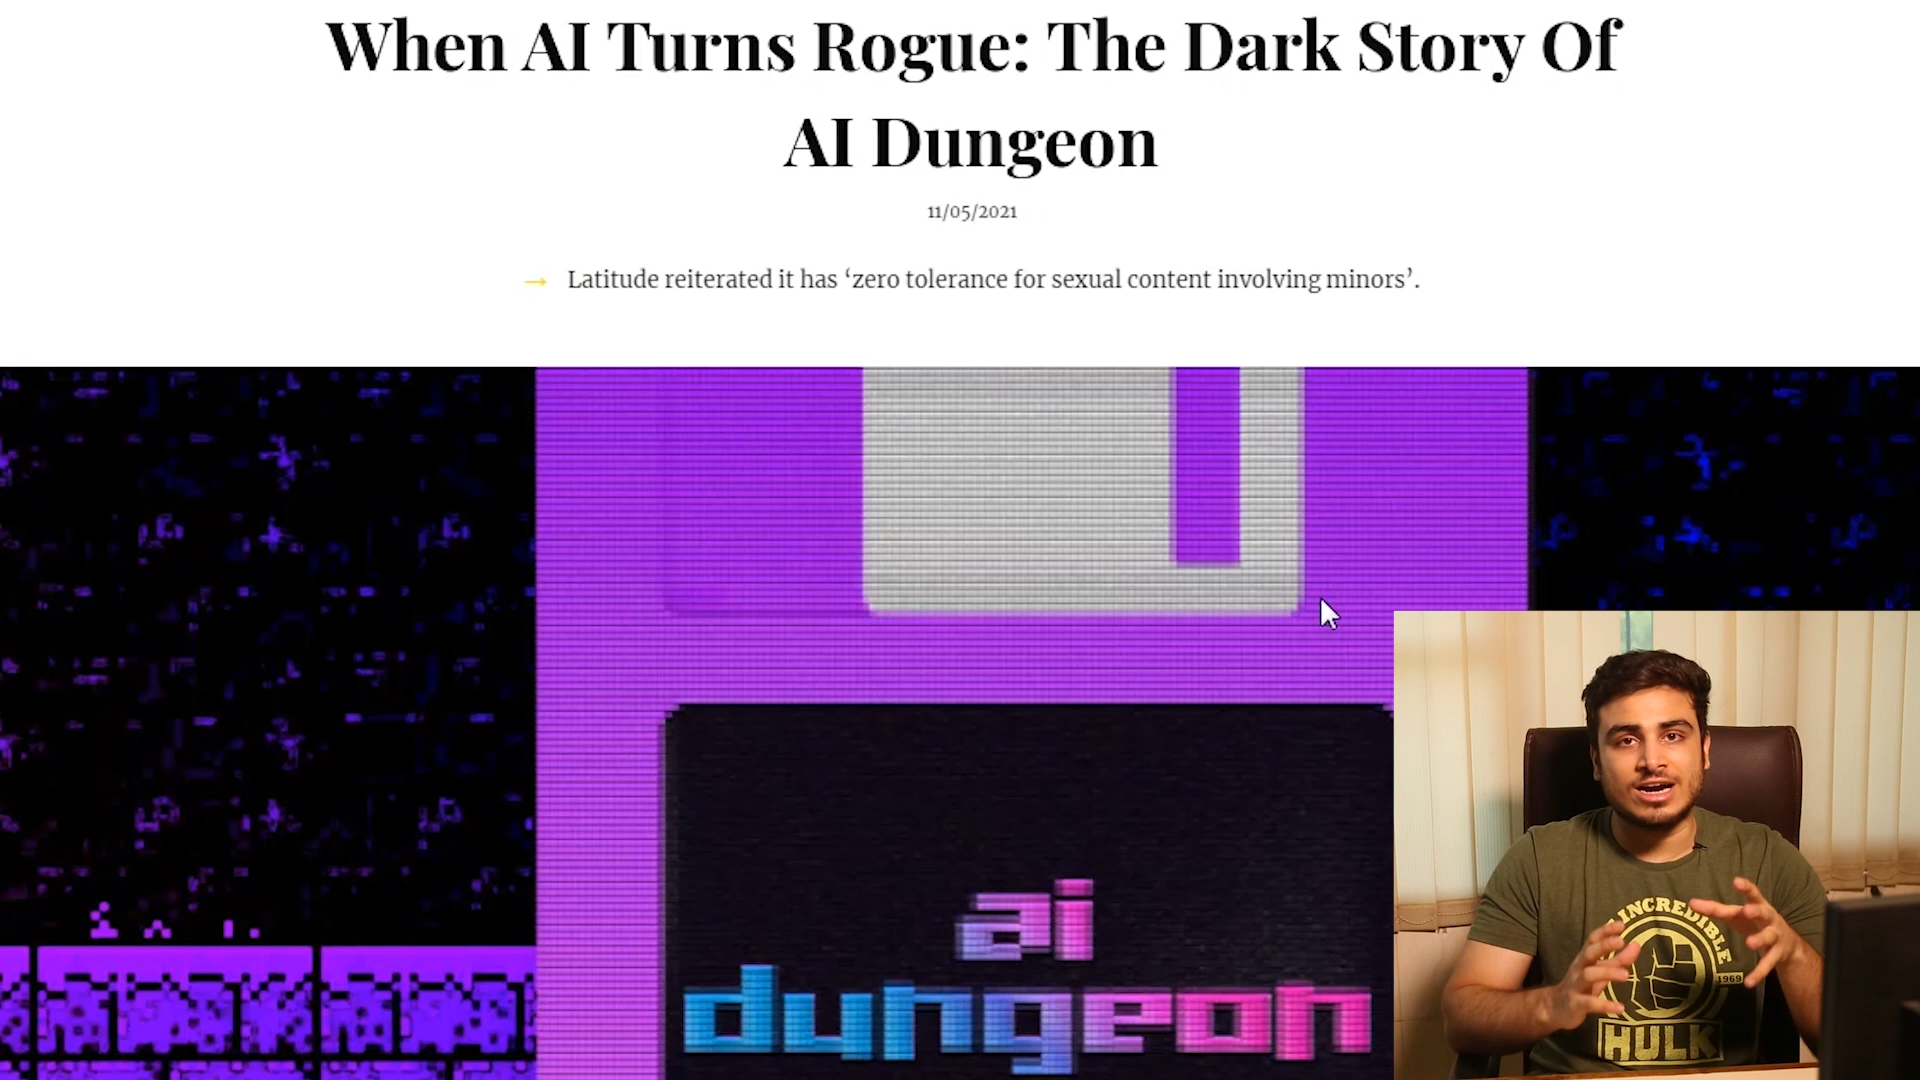 When AI Turns Rogue: The Dark Story Of
AI Dungeon
11/05/2021
→ Latitude reiterated it has ‘zero tolerance for sexual content involving minors’.
ai
dungeon
INCREDIBLE
1969
HULK